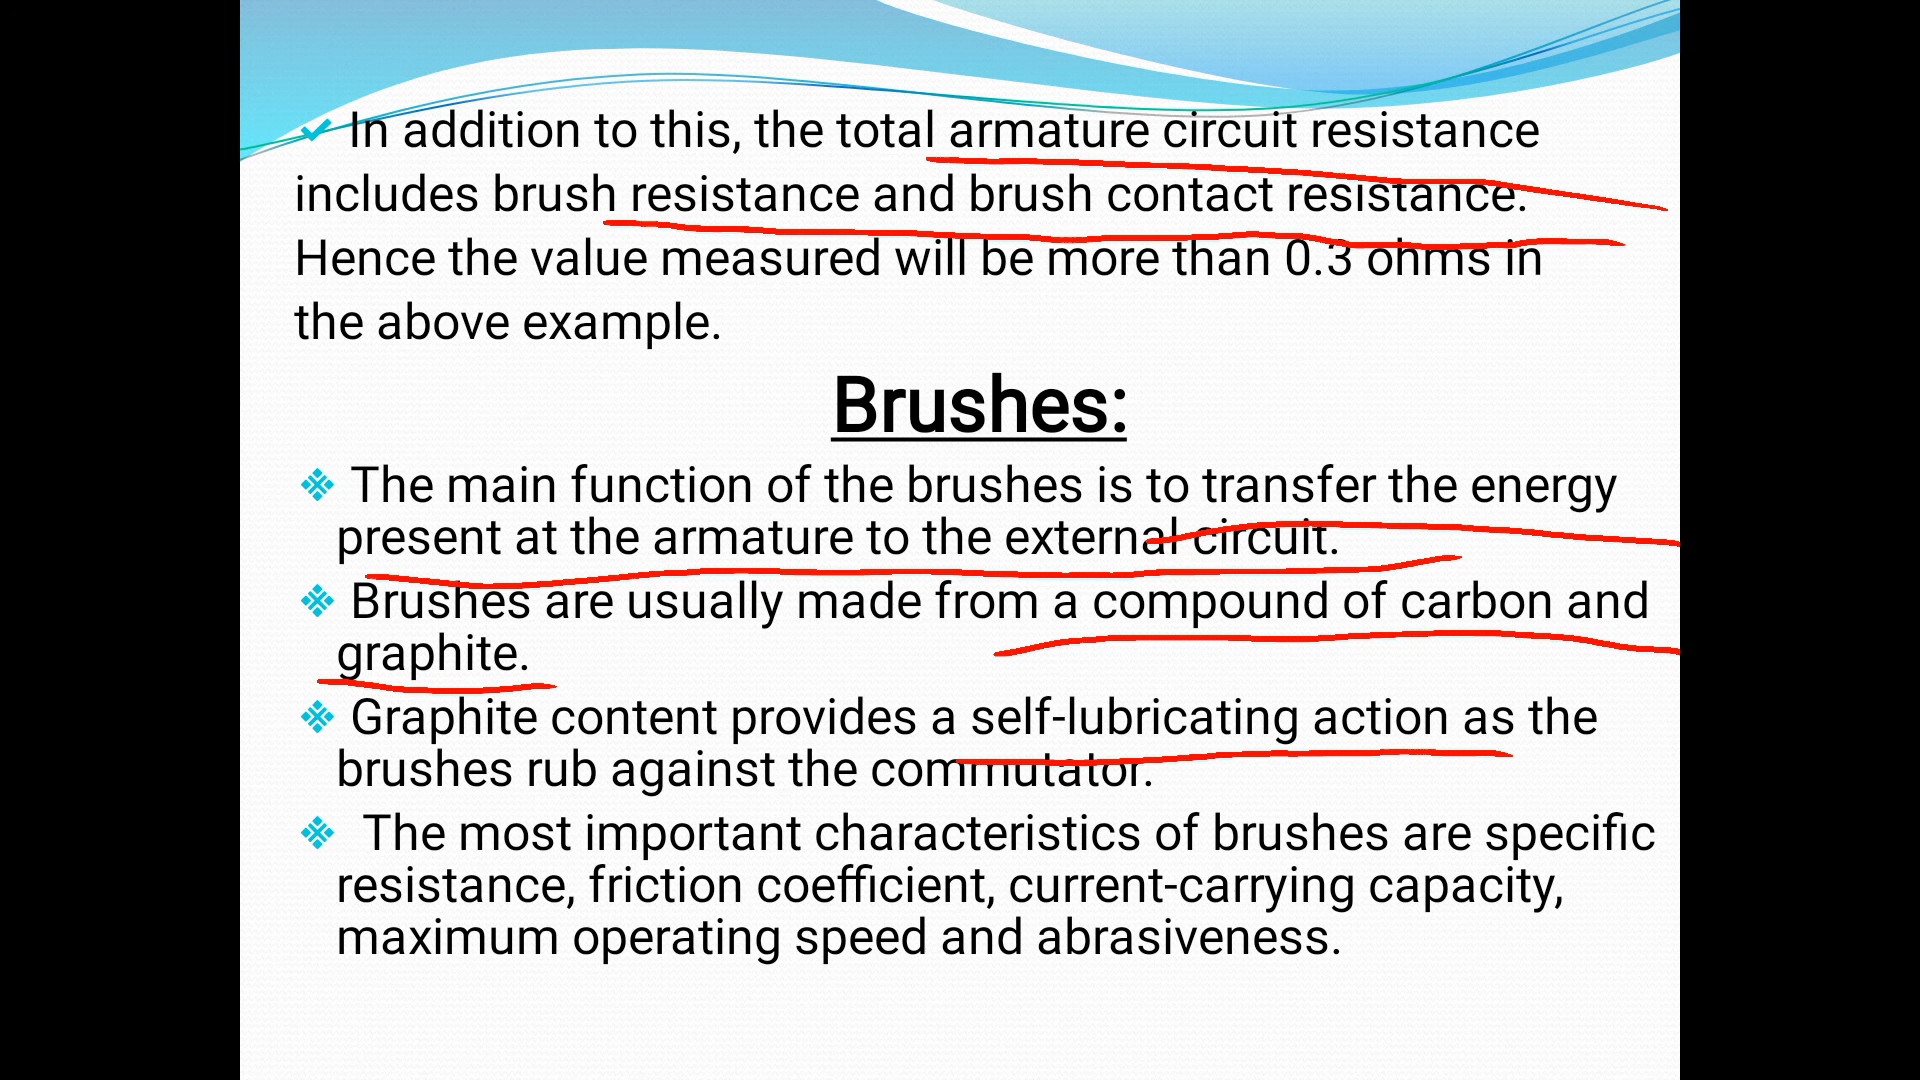 In addition to this, the total armature circuit resistance
includes brush resistance and brush contact resistance.
Hence the value measured will be more than 0.3 ohms in
the above example.
Brushes:
The main function of the brushes is to transfer the energy
present at the armature to the external circuit.
Brushes are usually made from a compound of carbon and
graphite.
Graphite content provides a self-lubricating action as the
brushes rub against the commutator.
The most important characteristics of brushes are specific
resistance, friction coefficient, current-carrying capacity,
maximum operating speed and abrasiveness.